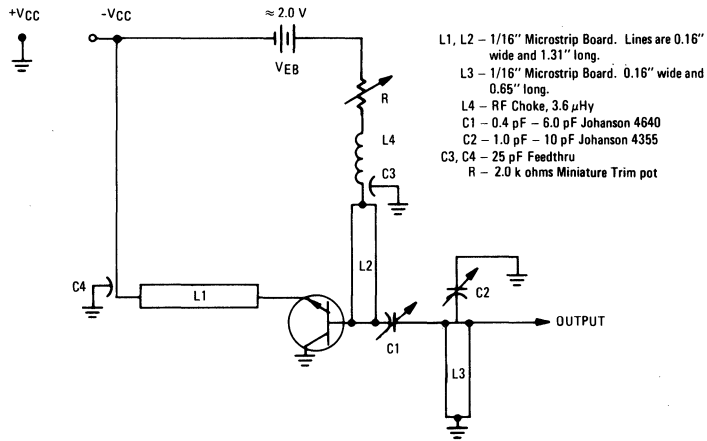 +VCC
-VCC
≈ 2.0 V
VEB
R
L4
C3
L2
C4
L1
C1
C2
OUTPUT
L3
L1, L2 – 1/16" Microstrip Board. Lines are 0.16"
wide and 1.31" long.
L3 – 1/16" Microstrip Board. 0.16" wide and
0.65" long.
L4 – RF Choke, 3.6 μHy
C1 – 0.4 pF – 6.0 pF Johanson 4640
C2 – 1.0 pF – 10 pF Johanson 4355
C3, C4 – 25 pF Feedthru
R – 2.0 k ohms Miniature Trim pot